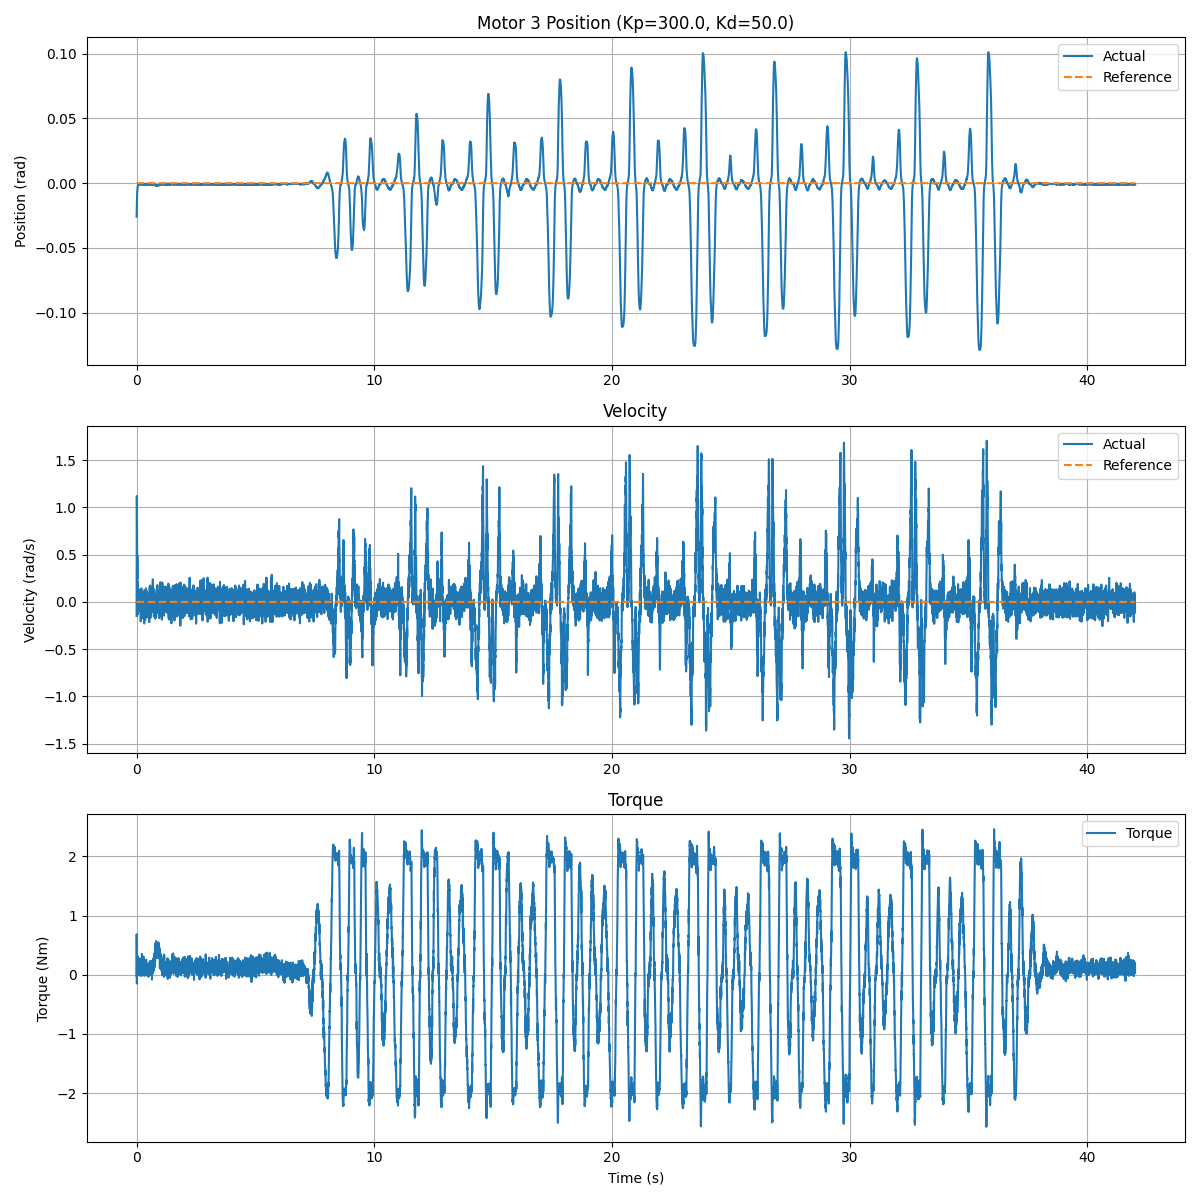 Motor 3 Position (Kp=300.0, Kd=50.0)
Actual
Reference
Position (rad)
0.10
0.05
0.00
−0.05
−0.10
0 10 20 30 40
Velocity
Actual
Reference
Velocity (rad/s)
1.5
1.0
0.5
0.0
−0.5
−1.0
−1.5
0 10 20 30 40
Torque
Torque
Torque (Nm)
2
1
0
−1
−2
0 10 20 30 40
Time (s)